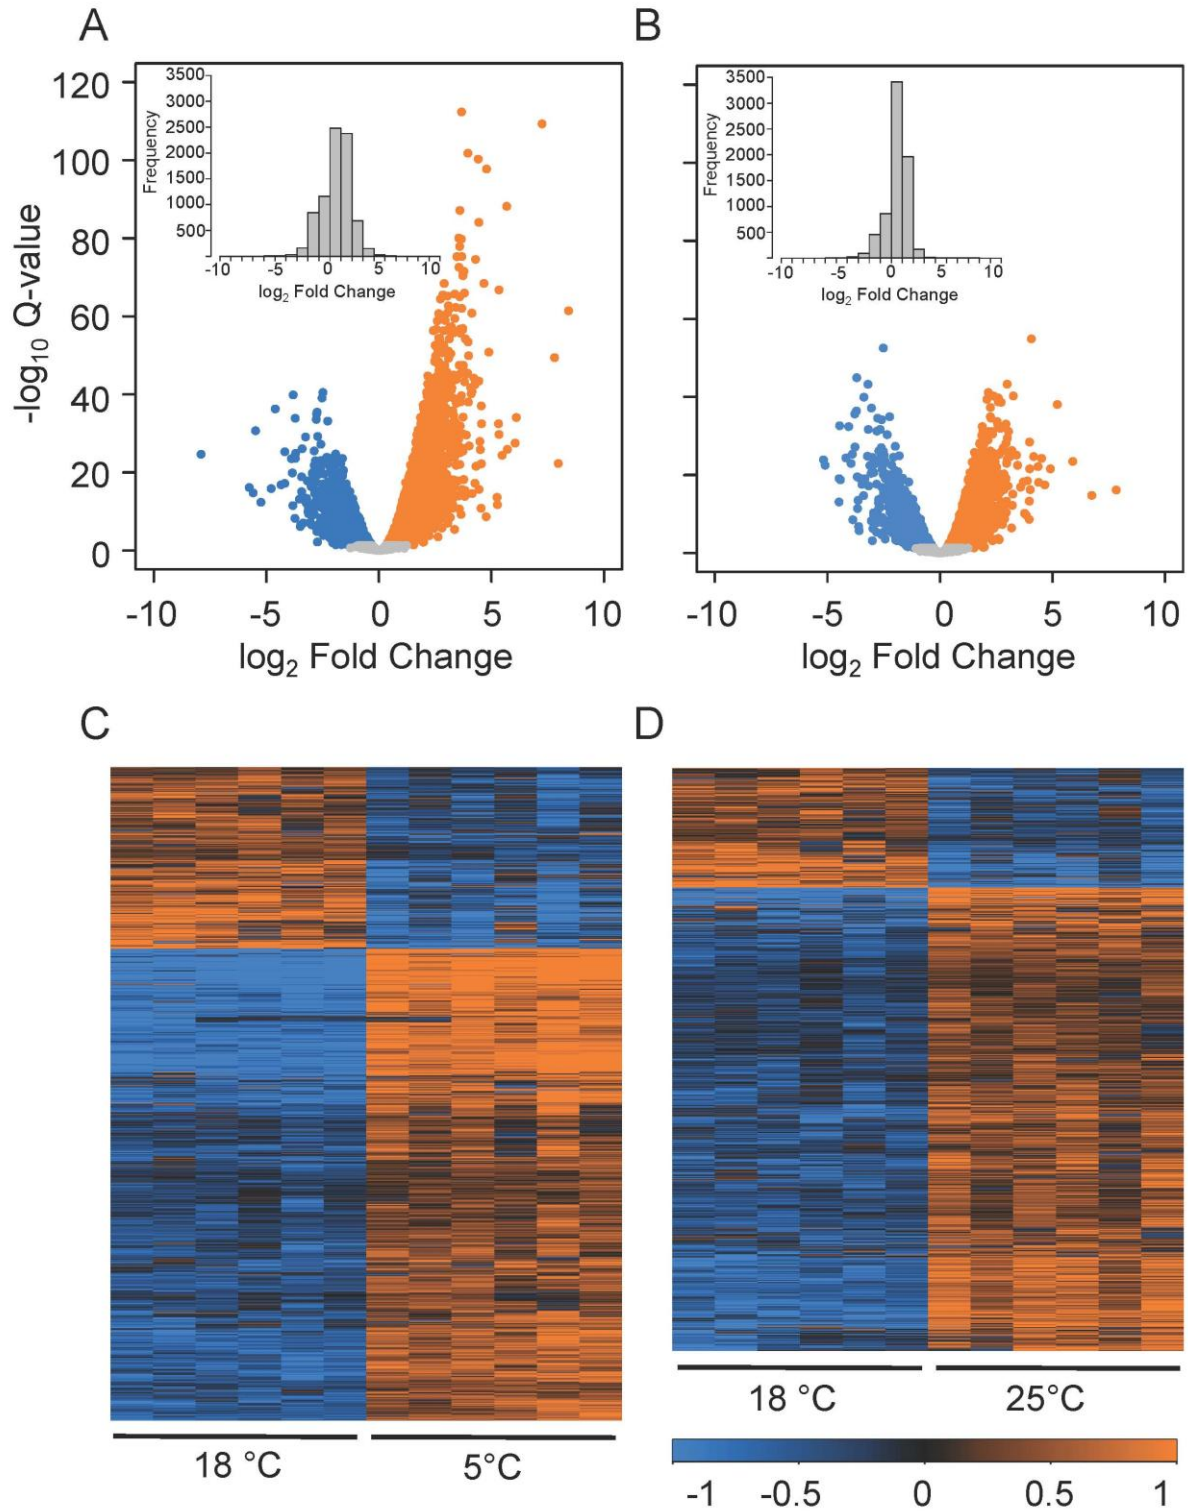 A
B
120
100
80
60
40
20
0
-log10 Q-value
3500
3000
2500
2000
1500
1000
500
Frequency
-10 -5 0 5 10
log2 Fold Change
3500
3000
2500
2000
1500
1000
500
Frequency
-10 -5 0 5 10
log2 Fold Change
-10 -5 0 5 10
log2 Fold Change
-10 -5 0 5 10
log2 Fold Change
C
D
18 °C 5°C
18 °C 25°C
-1 -0.5 0 0.5 1